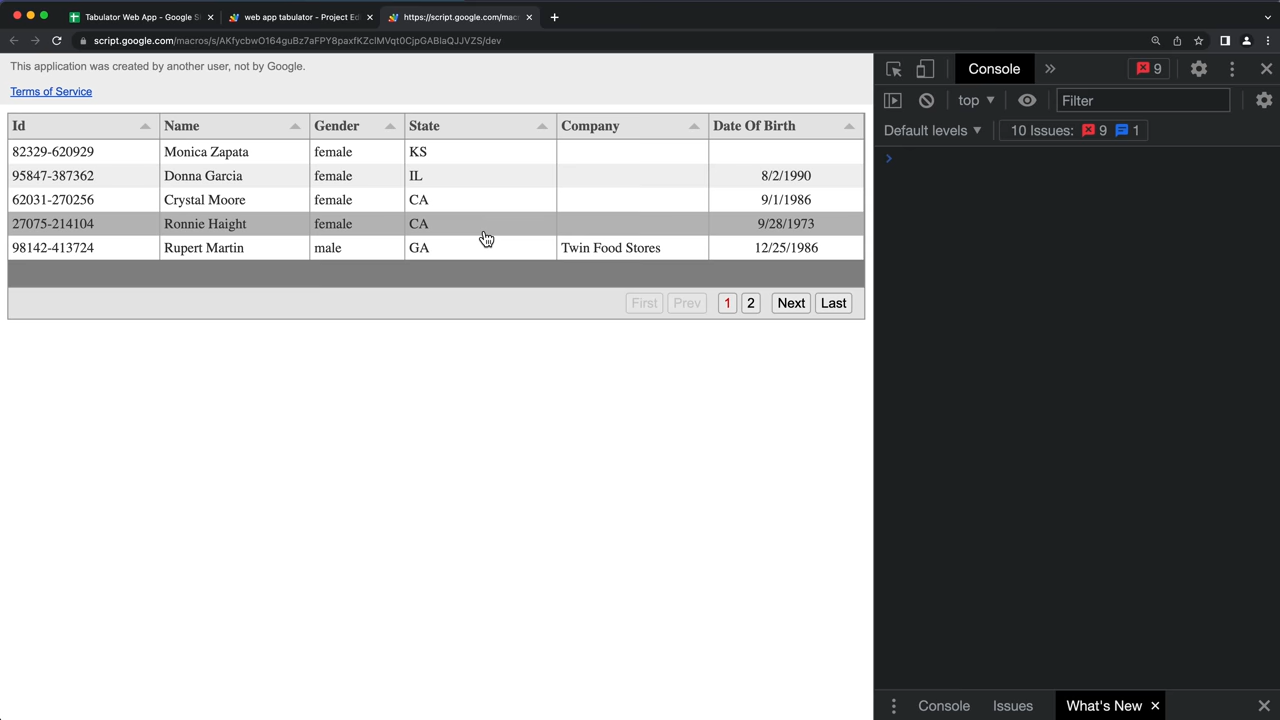 Tabulator Web App - Google S
web app tabulator - Project Ed
https://script.google.com/mac
script.google.com/macros/s/AKfycbwO164guBz7aFPY8paxfKZclMVqt0CjpGABIaQJJVZS/dev
This application was created by another user, not by Google.
Terms of Service
Id Name Gender State Company Date Of Birth
82329-620929 Monica Zapata female KS
95847-387362 Donna Garcia female IL 8/2/1990
62031-270256 Crystal Moore female CA 9/1/1986
27075-214104 Ronnie Haight female CA 9/28/1973
98142-413724 Rupert Martin male GA Twin Food Stores 12/25/1986
First Prev 1 2 Next Last
Console » 9
top ▼ Filter
Default levels ▼ 10 Issues: 9 1
Console Issues What's New